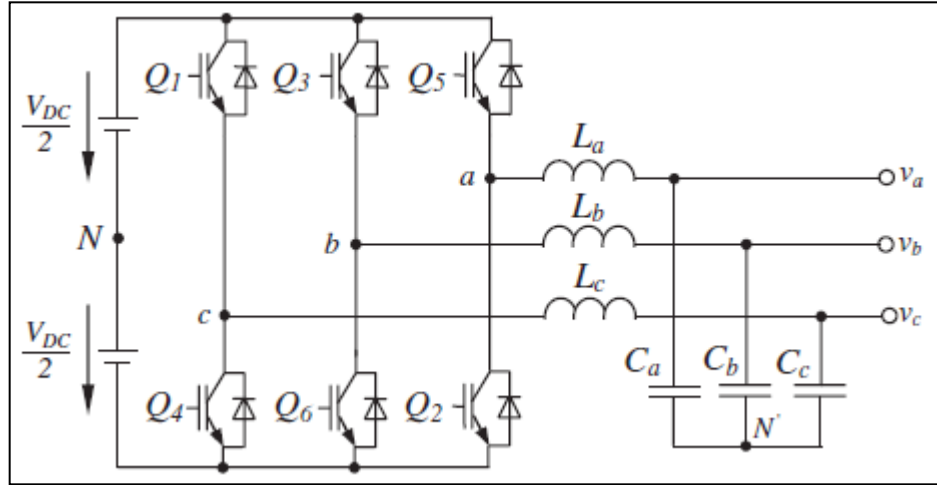 Q1
Q3
Q5
V_DC
2
L_a
a
v_a
L_b
N
b
v_b
L_c
c
v_c
V_DC
2
C_a
C_b
C_c
Q4
Q6
Q2
N'